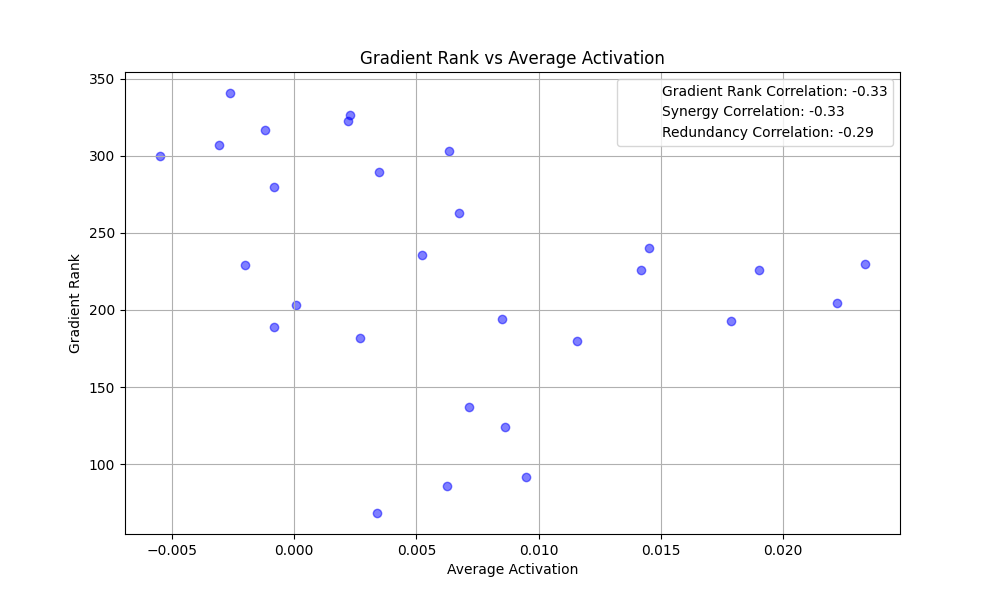 Gradient Rank vs Average Activation
Gradient Rank Correlation: -0.33
Synergy Correlation: -0.33
Redundancy Correlation: -0.29
Gradient Rank
350
300
250
200
150
100
−0.005
0.000
0.005
0.010
0.015
0.020
Average Activation